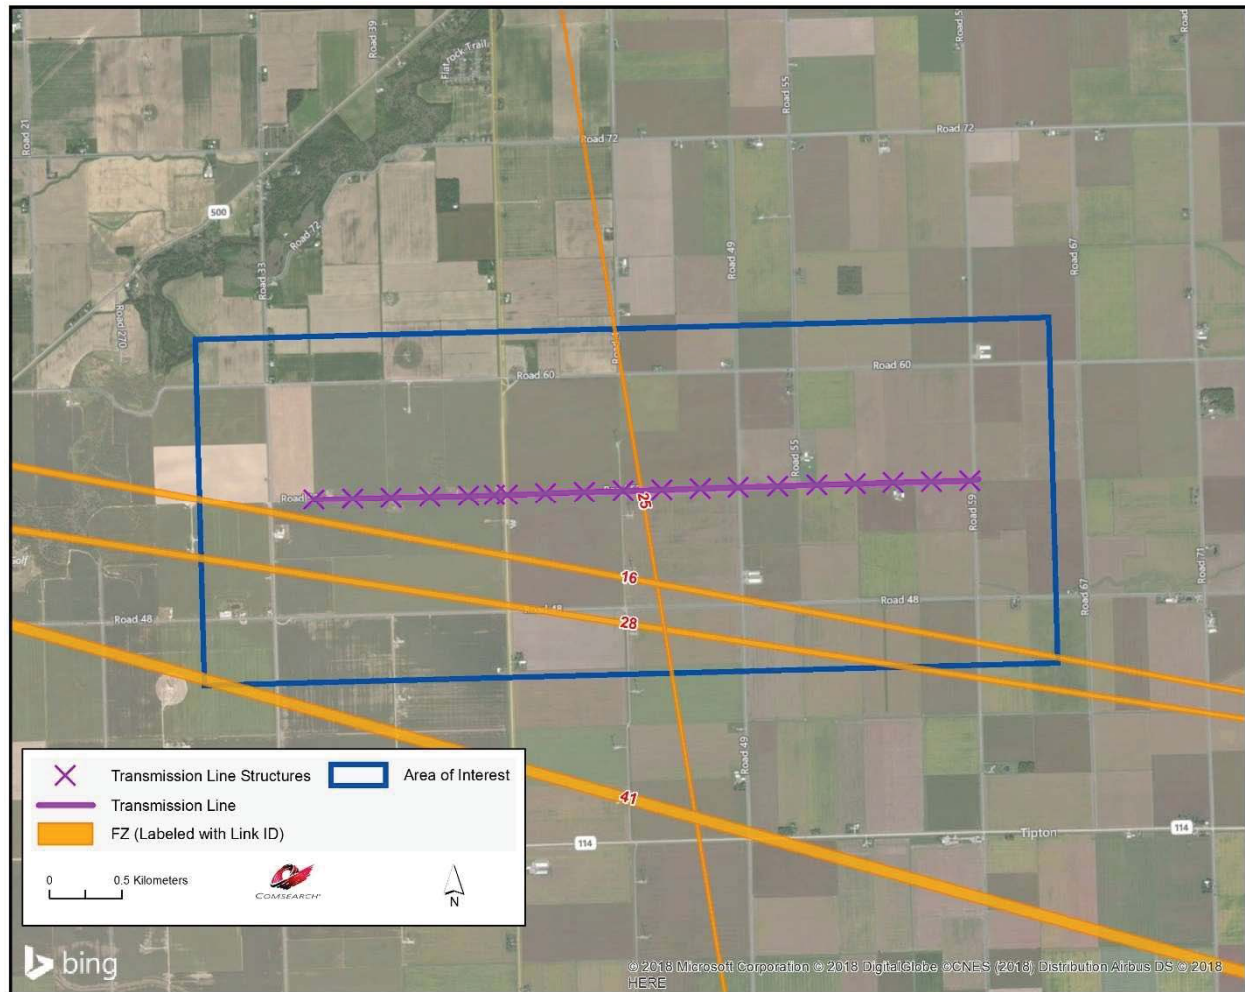 Road 39
Road 5
Road
Flat rock Trail
Road 21
Road 55
Road 72
Road 72
500
Road 72
Road 33
Road 49
Road 67
Road 270
Road
Road 60
Road 60
Road 55
Road
25
Road 59
Golf
16
Road 71
Road 48
Road 48
Road 67
Road 48
28
Road 49
Transmission Line Structures
Area of Interest
Transmission Line
FZ (Labeled with Link ID)
41
114
Tipton
114
0
0.5 Kilometers
COMSEARCH
N
bing
© 2018 Microsoft Corporation © 2018 DigitalGlobe ©CNES (2018) Distribution Airbus DS © 2018
HERE